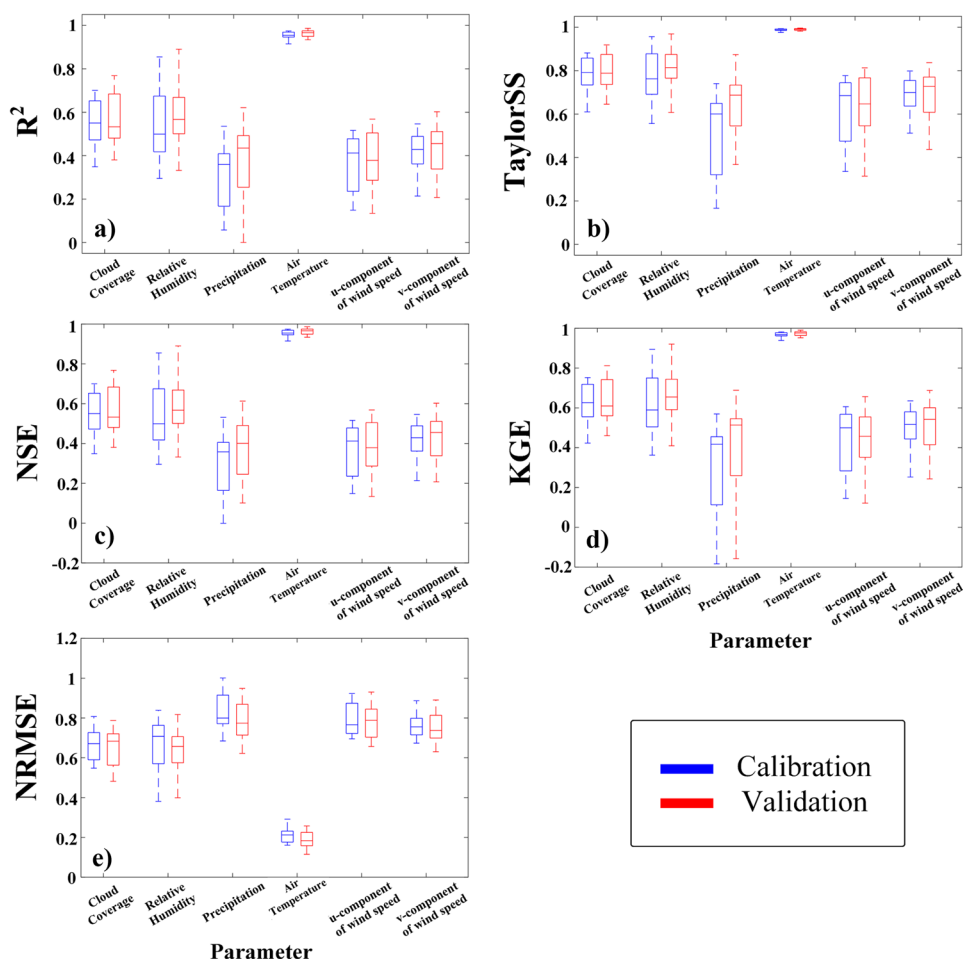 R2
1
0.8
0.6
0.4
0.2
0
a)
Cloud
Coverage
Relative
Humidity
Precipitation
Air
Temperature
u-component
of wind speed
v-component
of wind speed
TaylorSS
1
0.8
0.6
0.4
0.2
0
b)
Cloud
Coverage
Relative
Humidity
Precipitation
Air
Temperature
u-component
of wind speed
v-component
of wind speed
NSE
1
0.8
0.6
0.4
0.2
0
-0.2
c)
Cloud
Coverage
Relative
Humidity
Precipitation
Air
Temperature
u-component
of wind speed
v-component
of wind speed
KGE
1
0.8
0.6
0.4
0.2
0
-0.2
d)
Cloud
Coverage
Relative
Humidity
Precipitation
Air
Temperature
u-component
of wind speed
v-component
of wind speed
Parameter
NRMSE
1.2
1
0.8
0.6
0.4
0.2
0
e)
Cloud
Coverage
Relative
Humidity
Precipitation
Air
Temperature
u-component
of wind speed
v-component
of wind speed
Parameter
Calibration
Validation